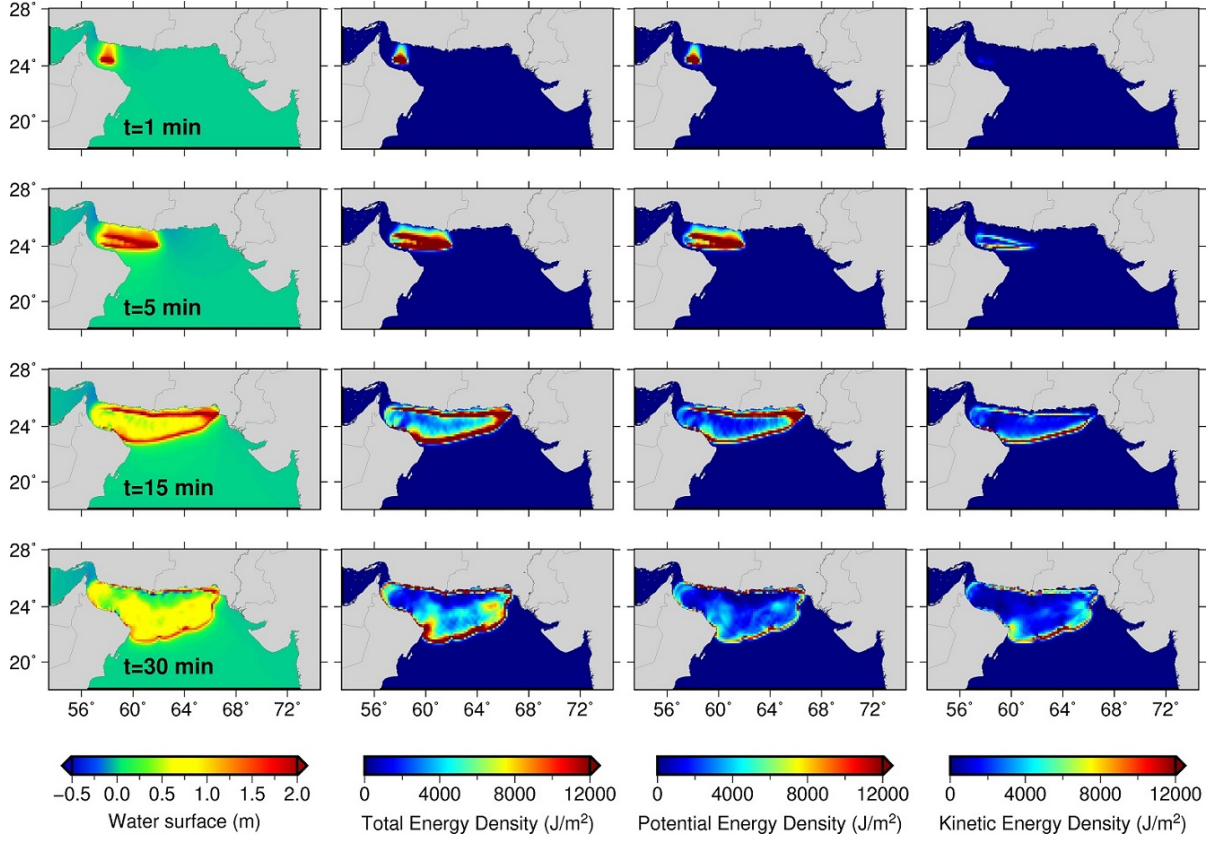 28˚
24˚
20˚
t=1 min
28˚
24˚
20˚
t=5 min
28˚
24˚
20˚
t=15 min
28˚
24˚
20˚
t=30 min
56˚ 60˚ 64˚ 68˚ 72˚ 56˚ 60˚ 64˚ 68˚ 72˚ 56˚ 60˚ 64˚ 68˚ 72˚ 56˚ 60˚ 64˚ 68˚ 72˚
−0.5 0.0 0.5 1.0 1.5 2.0 0 4000 8000 12000 0 4000 8000 12000 0 4000 8000 12000
Water surface (m) Total Energy Density (J/m²) Potential Energy Density (J/m²) Kinetic Energy Density (J/m²)